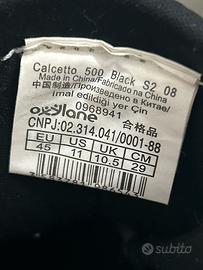 Calcetto 500 Black S2 08
Made in China/Fabricado na China
中国制造/Произведено в Китае/
imal edildiği yer Çin
0968941
oxylane 合格品
CNPJ:02.314.041/0001-88
EU US UK CM
45 11 10.5 29
subito